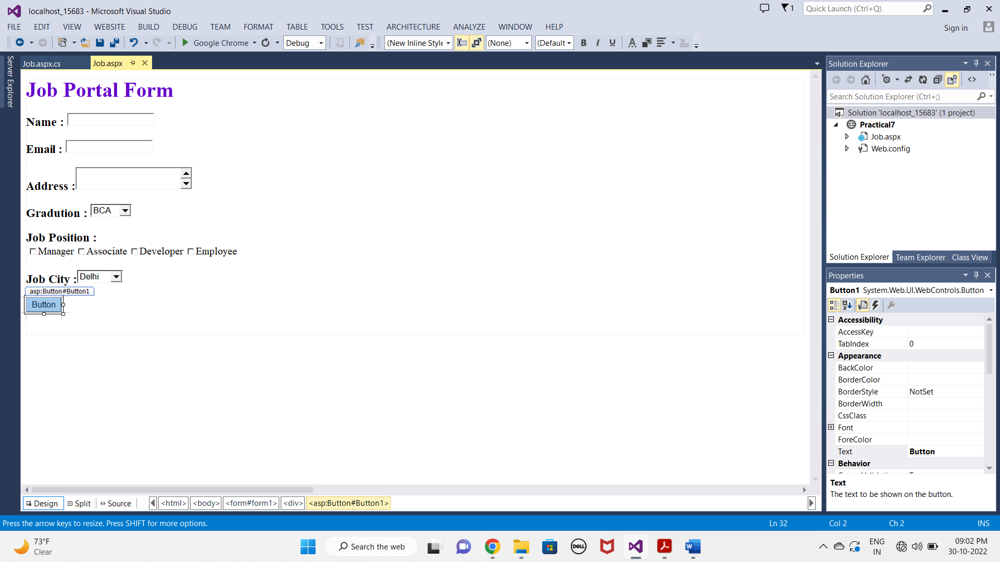 localhost_15683 - Microsoft Visual Studio
1
Quick Launch (Ctrl+Q)
FILE EDIT VIEW WEBSITE BUILD DEBUG TEAM FORMAT TABLE TOOLS TEST ARCHITECTURE ANALYZE WINDOW HELP
Sign in
Google Chrome Debug (New Inline Style (None) (Default B I U A
Server Explorer
Job.aspx.cs Job.aspx
Job Portal Form
Name :
Email :
Address :
Gradution : BCA
Job Position :
Manager Associate Developer Employee
Job City : Delhi
asp:Button#Button1
Button
Solution Explorer
Search Solution Explorer (Ctrl+;)
Solution 'localhost_15683' (1 project)
Practical7
Job.aspx
Web.config
Solution Explorer Team Explorer Class View
Properties
Button1 System.Web.UI.WebControls.Button
Accessibility
AccessKey
TabIndex 0
Appearance
BackColor
BorderColor
BorderStyle NotSet
BorderWidth
CssClass
Font
ForeColor
Text Button
Behavior
Text
The text to be shown on the button.
Design Split Source <html> <body> <form#form1> <div> <asp:Button#Button1>
Press the arrow keys to resize. Press SHIFT for more options.
Ln 32 Col 2 Ch 2 INS
73°F
Clear
Search the web
DELL
ENG
IN
09:02 PM
30-10-2022